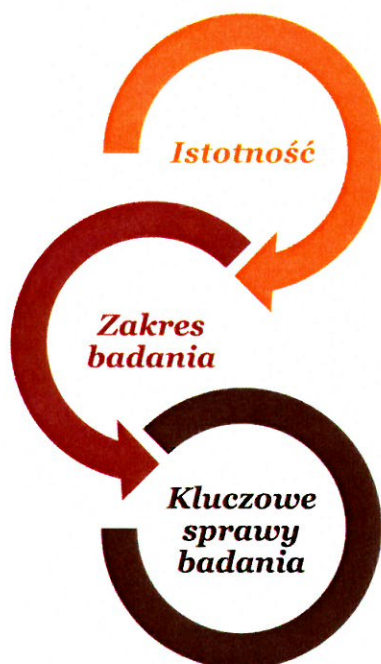 Istotność
Zakres
badania
Kluczowe
sprawy
badania